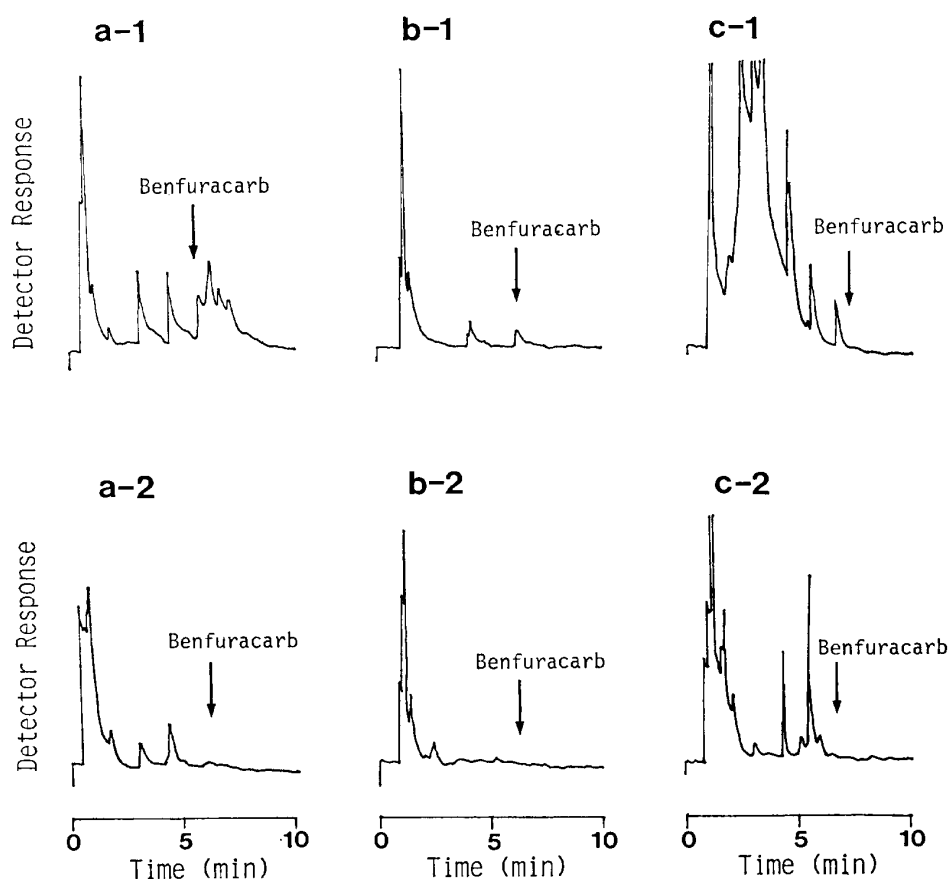 a-1
b-1
c-1
Detector Response
Benfuracarb
Benfuracarb
Benfuracarb
a-2
b-2
c-2
Detector Response
Benfuracarb
Benfuracarb
Benfuracarb
0 5 10
0 5 10
0 5 10
Time (min)
Time (min)
Time (min)